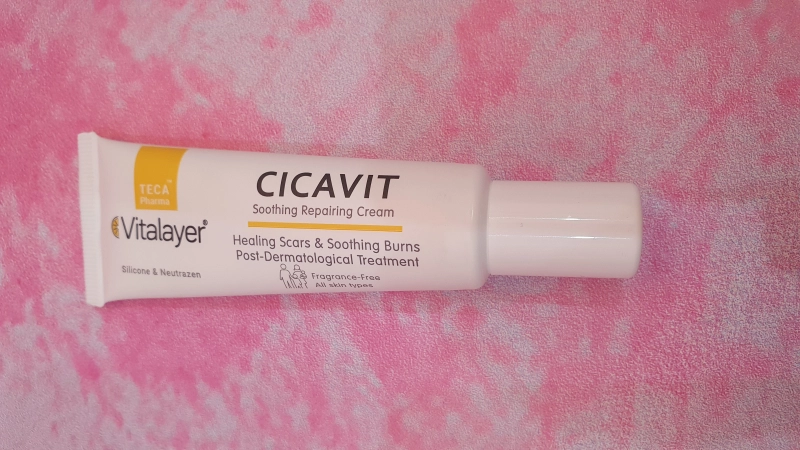 TECA™
Pharma
Vitalayer®
Silicone & Neutrazen
CICAVIT
Soothing Repairing Cream
Healing Scars & Soothing Burns
Post-Dermatological Treatment
Fragrance-Free
All skin types